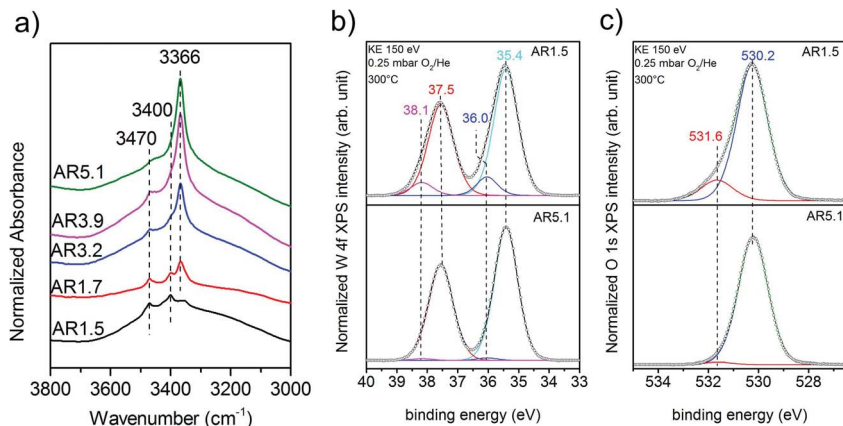 a)
3366
3400
3470
AR5.1
AR3.9
AR3.2
AR1.7
AR1.5
Normalized Absorbance
3800 3600 3400 3200 3000
Wavenumber (cm⁻¹)
b)
KE 150 eV
0.25 mbar O₂/He
300°C
AR1.5
35.4
37.5
38.1
36.0
AR5.1
Normalized W 4f XPS intensity (arb. unit)
40 39 38 37 36 35 34 33
binding energy (eV)
c)
KE 150 eV
0.25 mbar O₂/He
300°C
AR1.5
530.2
531.6
AR5.1
Normalized O 1s XPS intensity (arb. unit)
534 532 530 528
binding energy (eV)